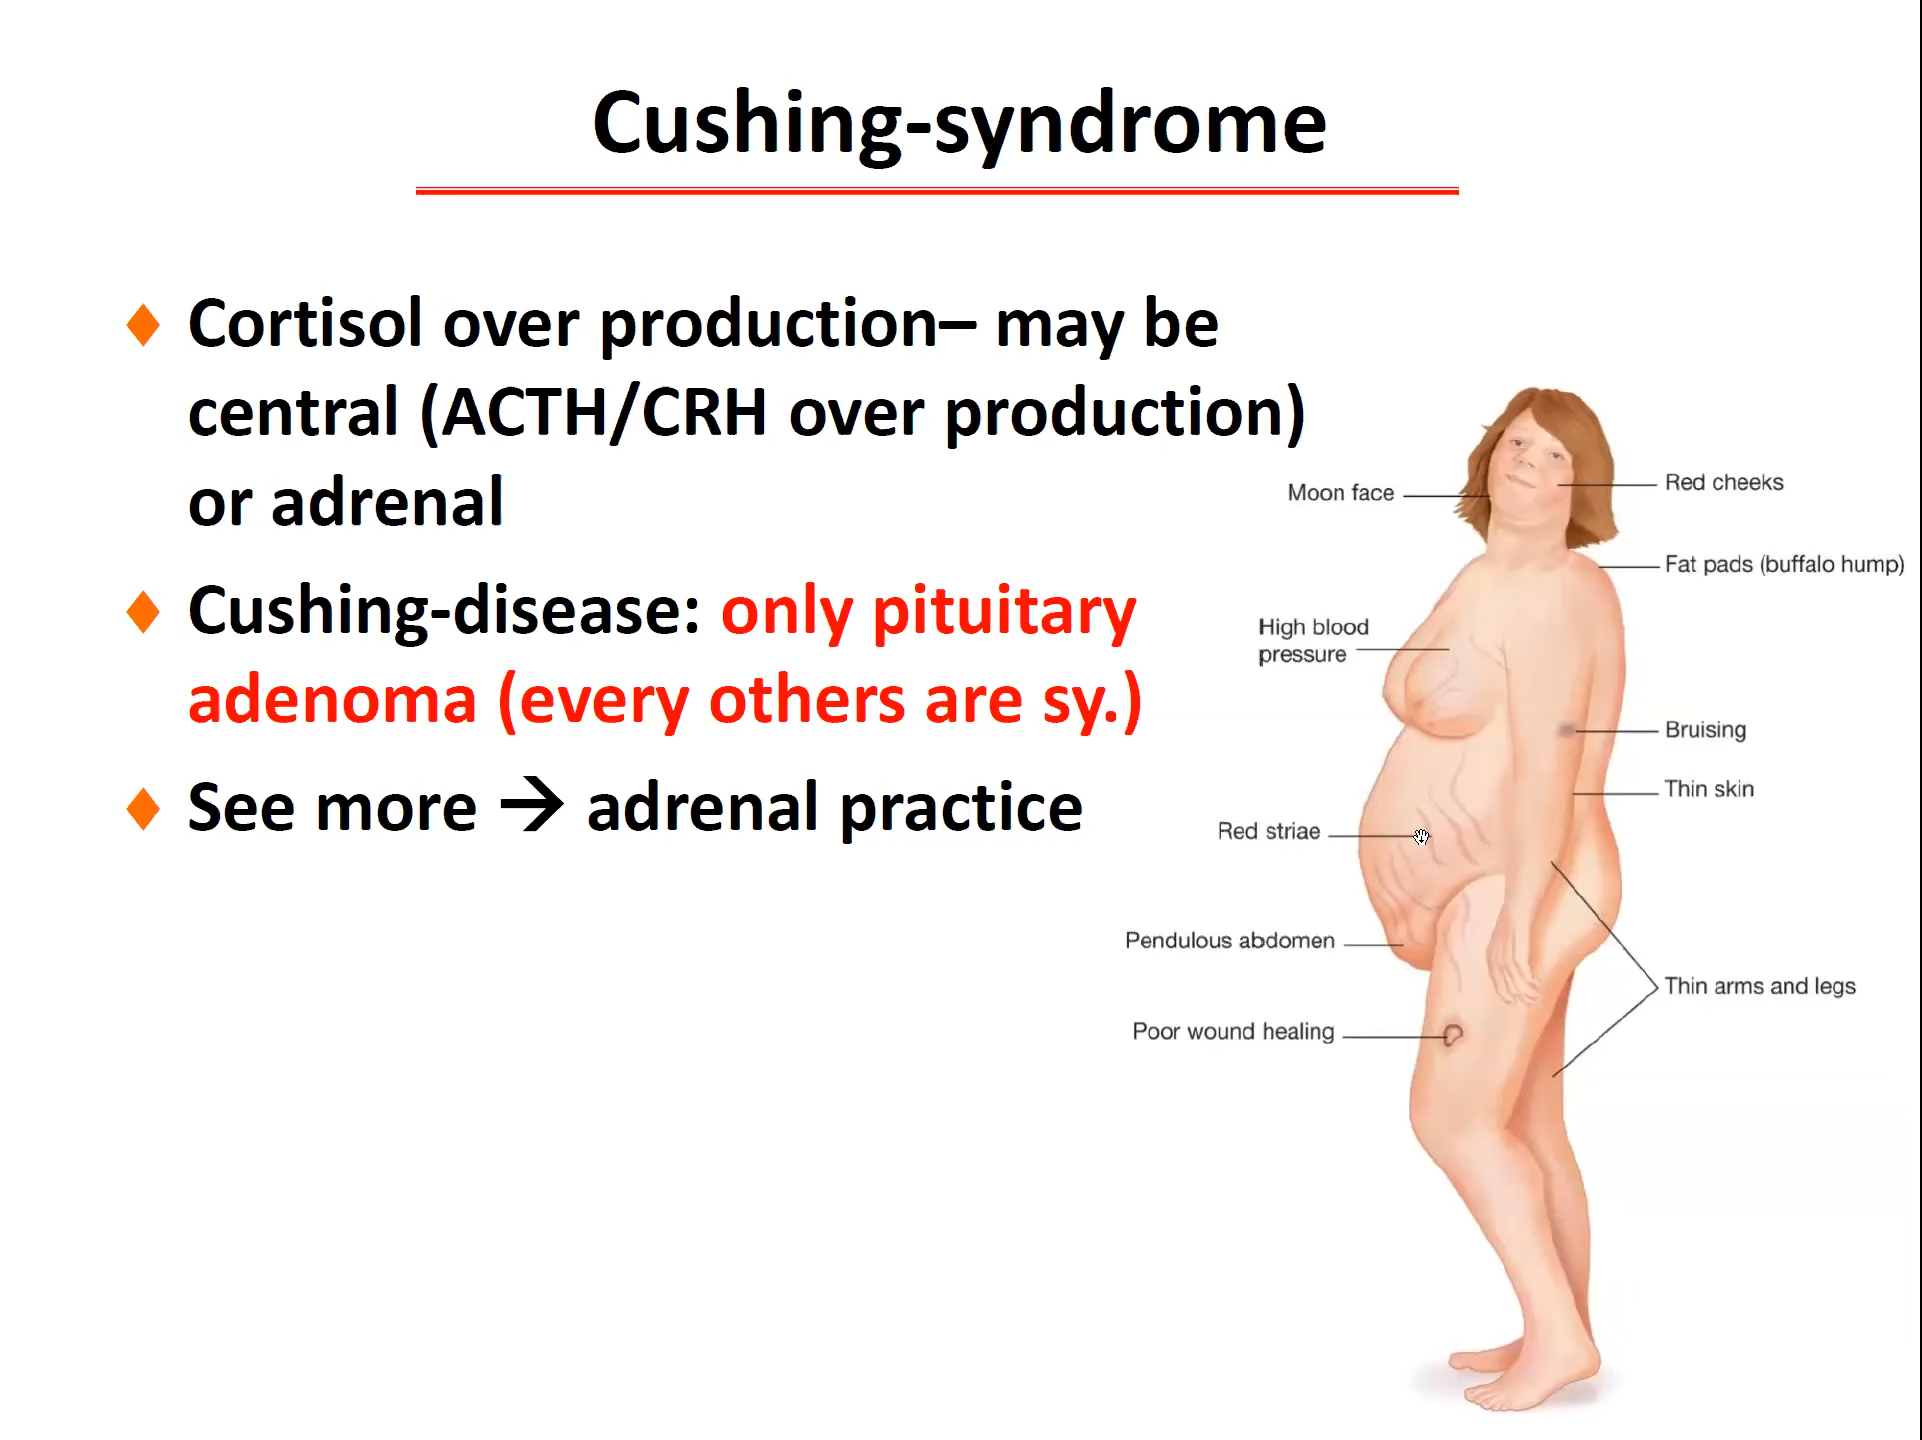 Cushing-syndrome
♦ Cortisol over production– may be
central (ACTH/CRH over production)
or adrenal
♦ Cushing-disease: only pituitary
adenoma (every others are sy.)
♦ See more → adrenal practice
Moon face
Red cheeks
Fat pads (buffalo hump)
High blood
pressure
Bruising
Thin skin
Red striae
Pendulous abdomen
Thin arms and legs
Poor wound healing